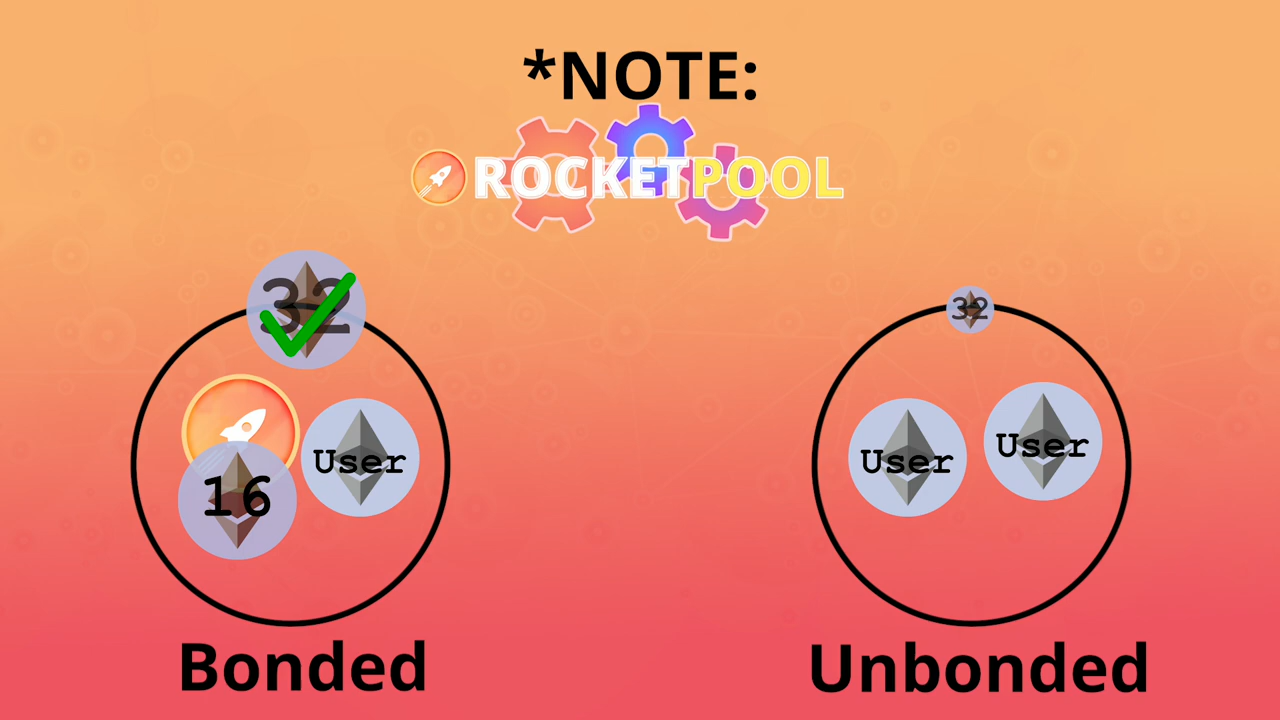 *NOTE:
ROCKETPOOL
32
32
User
User
User
16
Bonded
Unbonded